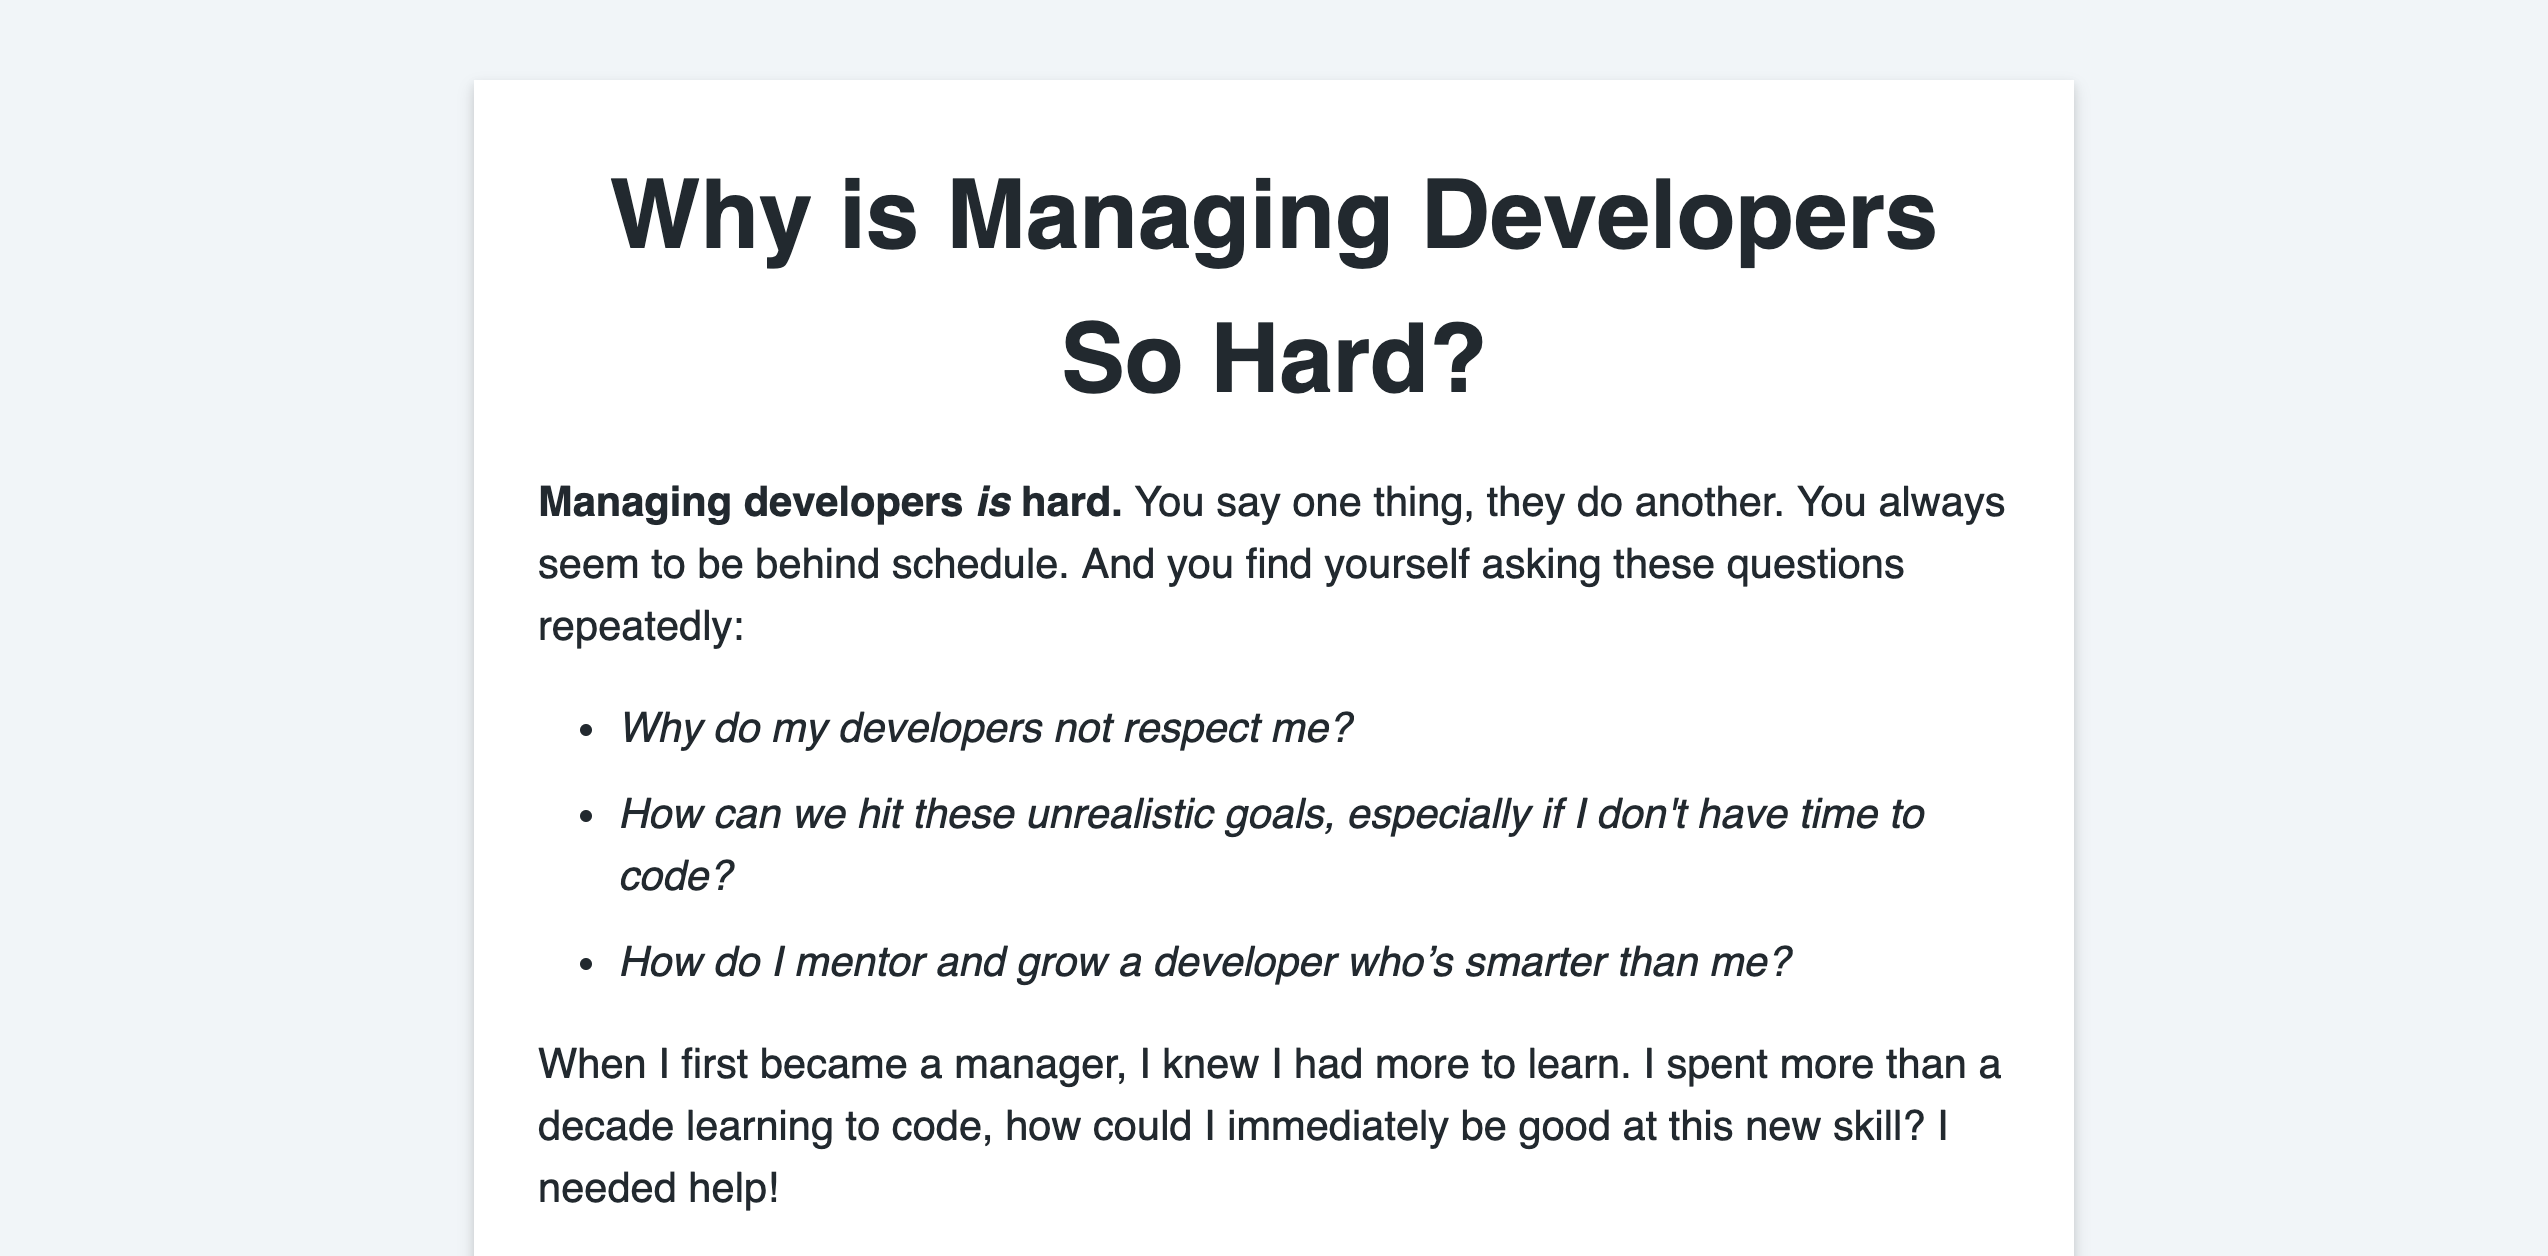 Why is Managing Developers
So Hard?
Managing developers is hard. You say one thing, they do another. You always
seem to be behind schedule. And you find yourself asking these questions
repeatedly:
• Why do my developers not respect me?
• How can we hit these unrealistic goals, especially if I don't have time to
code?
• How do I mentor and grow a developer who’s smarter than me?
When I first became a manager, I knew I had more to learn. I spent more than a
decade learning to code, how could I immediately be good at this new skill? I
needed help!